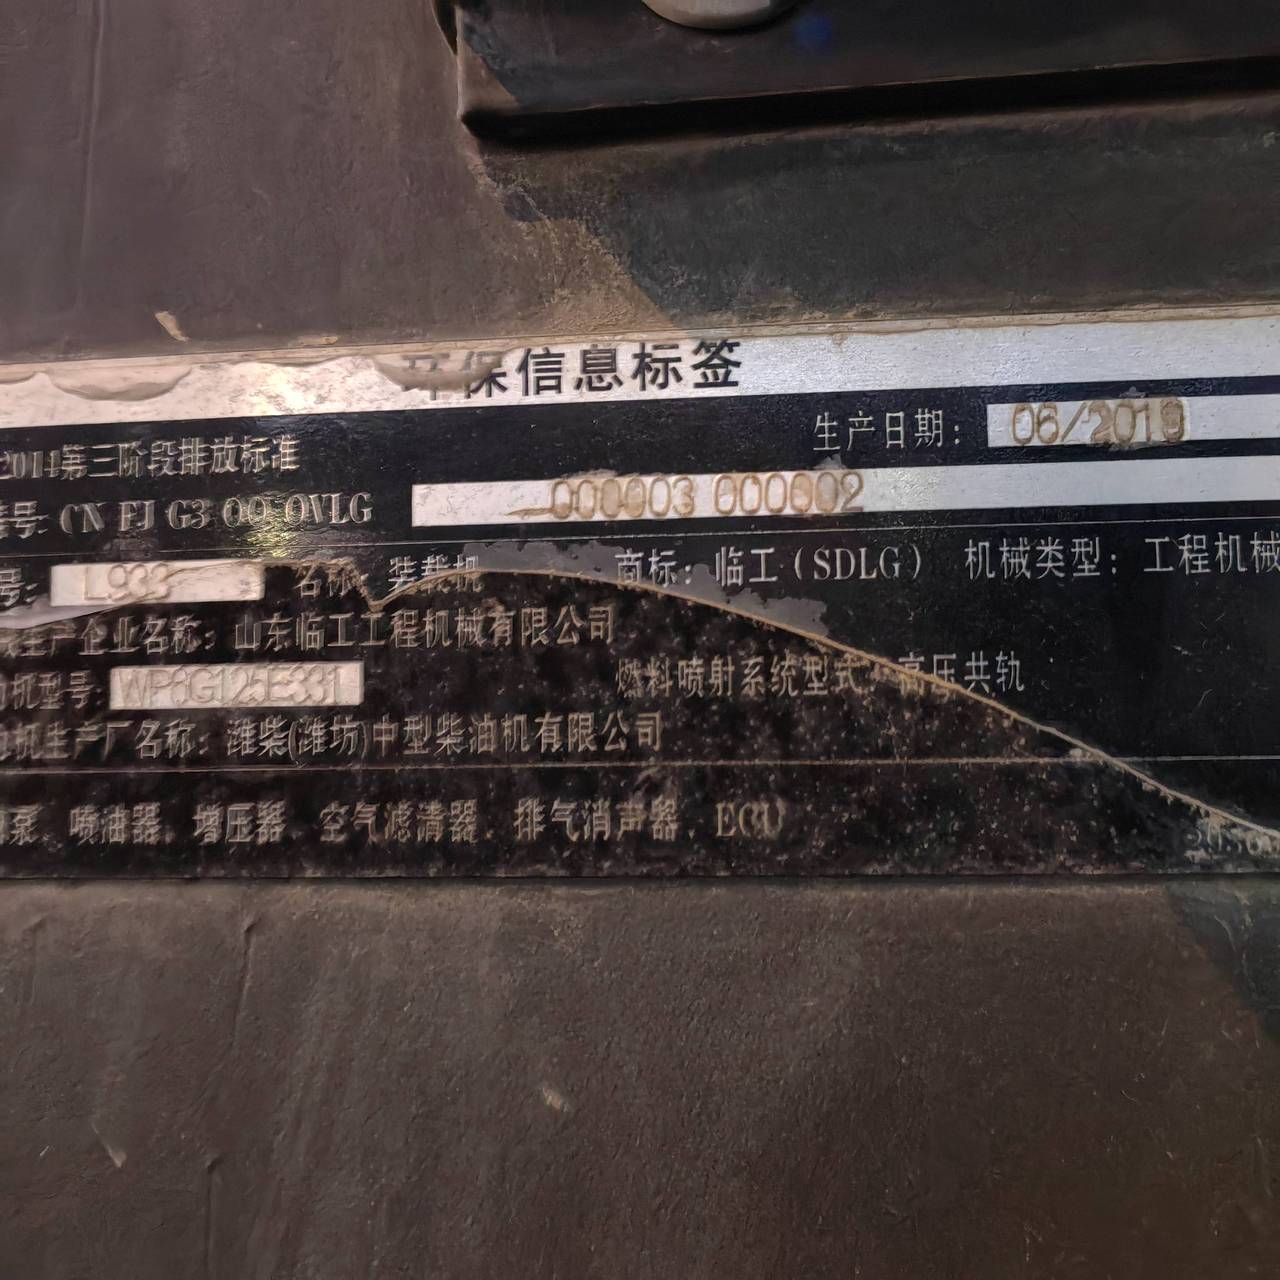 环保信息标签
生产日期: 06/2019
2014第三阶段排放标准
号: CN FJ G3 00 0VLG 000003 000002
号: L933 名称: 装载机 商标: 临工(SDLG) 机械类型: 工程机械
生产企业名称: 山东临工工程机械有限公司
机型号: WP6G125E331 燃料喷射系统型式: 高压共轨
机生产厂名称: 潍柴(潍坊)中型柴油机有限公司
泵、喷油器、增压器、空气滤清器、排气消声器、ECU